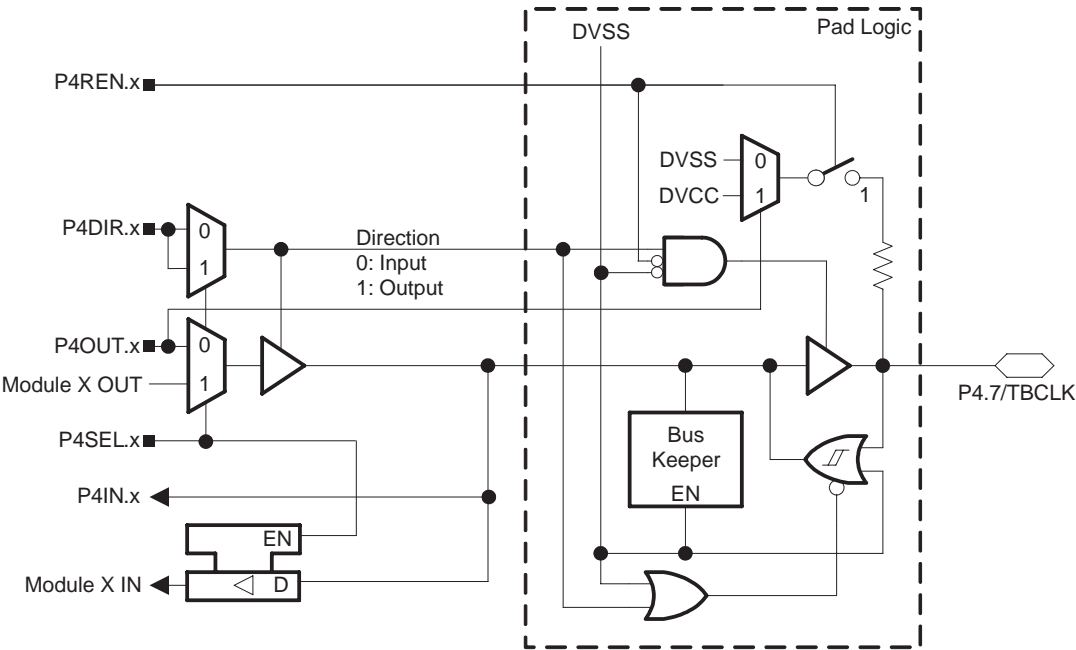 DVSS
Pad Logic
P4REN.x
DVSS
0
DVCC
1
1
P4DIR.x
0
1
Direction
0: Input
1: Output
P4OUT.x
0
Module X OUT
1
P4.7/TBCLK
P4SEL.x
Bus
Keeper
EN
P4IN.x
EN
Module X IN
D